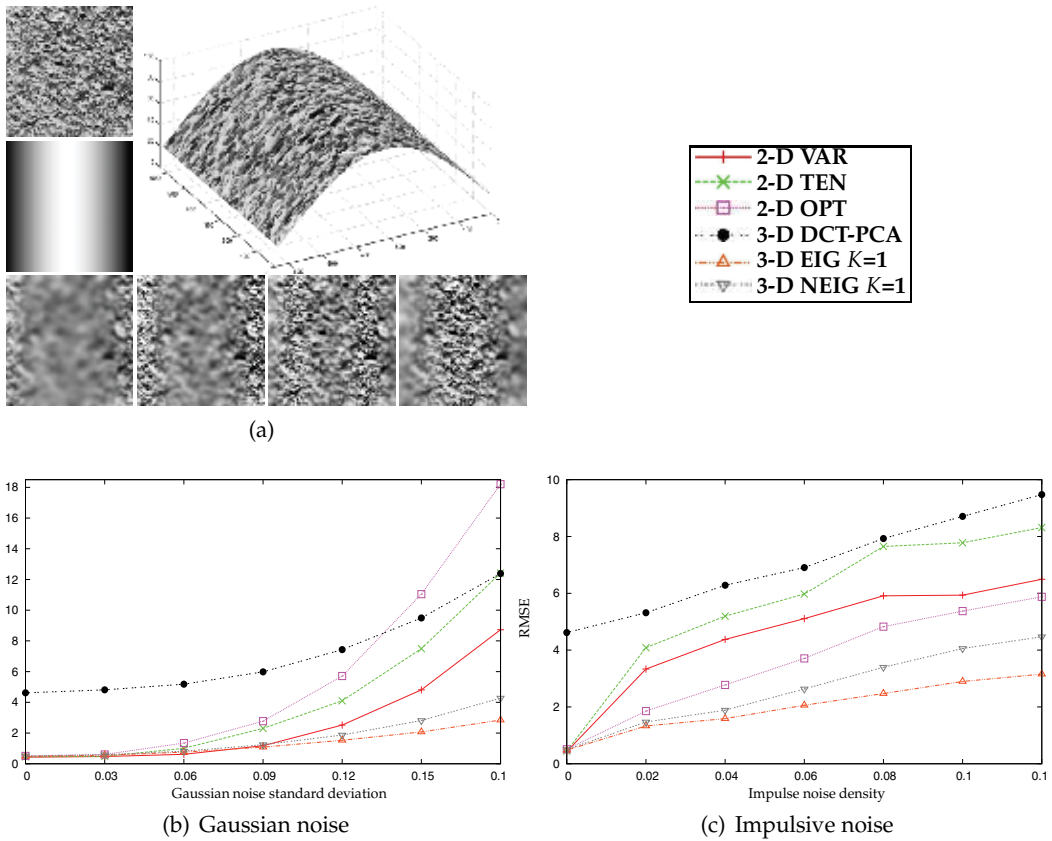 2-D VAR
2-D TEN
2-D OPT
3-D DCT-PCA
3-D EIG K=1
3-D NEIG K=1
(a)
18
16
14
12
10
8
6
4
2
0
0 0.03 0.06 0.09 0.12 0.15 0.1
Gaussian noise standard deviation
(b) Gaussian noise
RMSE
10
8
6
4
2
0
0 0.02 0.04 0.06 0.08 0.1 0.1
Impulse noise density
(c) Impulsive noise